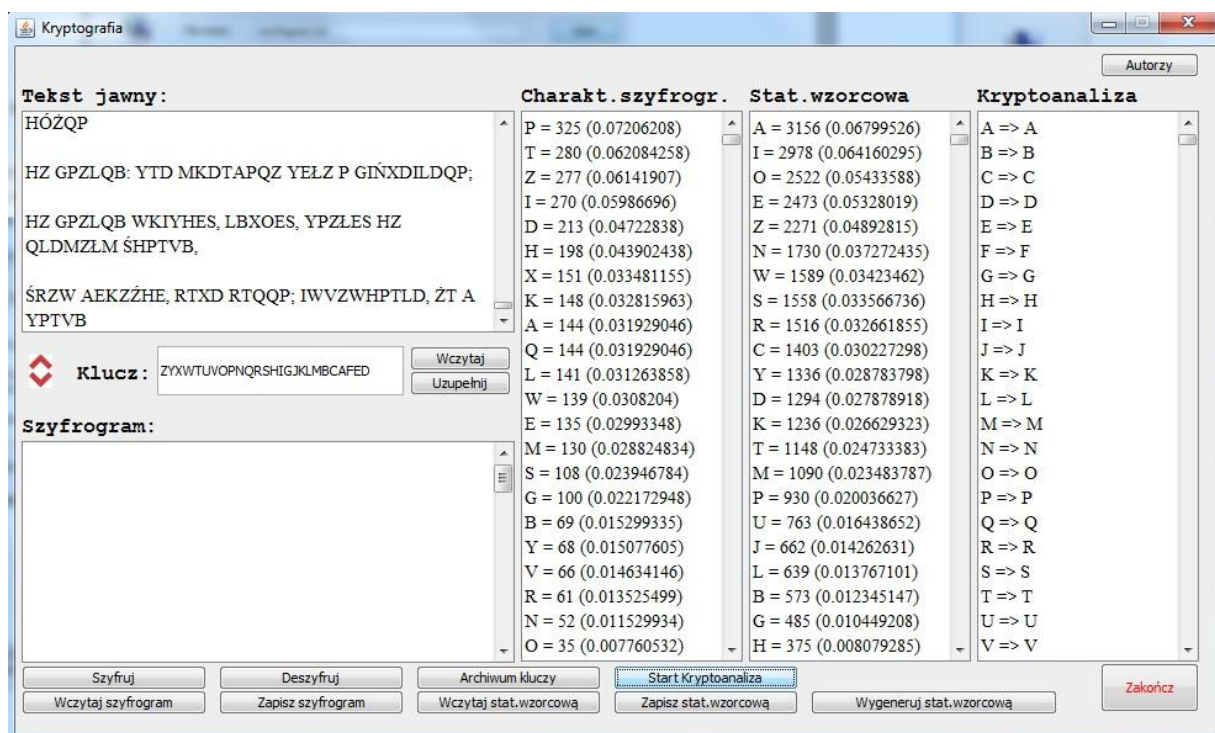 Kryptografia
Autorzy
Tekst jawny:
HÓŻQP
HZ GPZLQB: YTD MKDTAPQZ YEŁZ P GIŃXDILDQP;
HZ GPZLQB WKIYHES, LBXOES, YPZŁES HZ
QLDMZŁM ŚHPTVB,
ŚRZW AEKZŹHE, RTXD RTQQP; IWVZWHPTLD, ŻT A
YPTVB
Klucz:
ZYXWTUVOPNQRSHIGJKLMBCAFED
Wczytaj
Uzupełnij
Szyfrogram:
Charakt.szyfrogr.
P = 325 (0.07206208)
T = 280 (0.062084258)
Z = 277 (0.06141907)
I = 270 (0.05986696)
D = 213 (0.04722838)
H = 198 (0.043902438)
X = 151 (0.033481155)
K = 148 (0.032815963)
A = 144 (0.031929046)
Q = 144 (0.031929046)
L = 141 (0.031263858)
W = 139 (0.0308204)
E = 135 (0.02993348)
M = 130 (0.028824834)
S = 108 (0.023946784)
G = 100 (0.022172948)
B = 69 (0.015299335)
Y = 68 (0.015077605)
V = 66 (0.014634146)
R = 61 (0.013525499)
N = 52 (0.011529934)
O = 35 (0.007760532)
Stat.wzorcowa
A = 3156 (0.06799526)
I = 2978 (0.064160295)
O = 2522 (0.05433588)
E = 2473 (0.05328019)
Z = 2271 (0.04892815)
N = 1730 (0.037272435)
W = 1589 (0.03423462)
S = 1558 (0.033566736)
R = 1516 (0.032661855)
C = 1403 (0.030227298)
Y = 1336 (0.028783798)
D = 1294 (0.027878918)
K = 1236 (0.026629323)
T = 1148 (0.024733383)
M = 1090 (0.023483787)
P = 930 (0.020036627)
U = 763 (0.016438652)
J = 662 (0.014262631)
L = 639 (0.013767101)
B = 573 (0.012345147)
G = 485 (0.010449208)
H = 375 (0.008079285)
Kryptoanaliza
A => A
B => B
C => C
D => D
E => E
F => F
G => G
H => H
I => I
J => J
K => K
L => L
M => M
N => N
O => O
P => P
Q => Q
R => R
S => S
T => T
U => U
V => V
Szyfruj
Deszyfruj
Archiwum kluczy
Start Kryptoanaliza
Wczytaj szyfrogram
Zapisz szyfrogram
Wczytaj stat.wzorcową
Zapisz stat.wzorcową
Wygeneruj stat.wzorcową
Zakończ